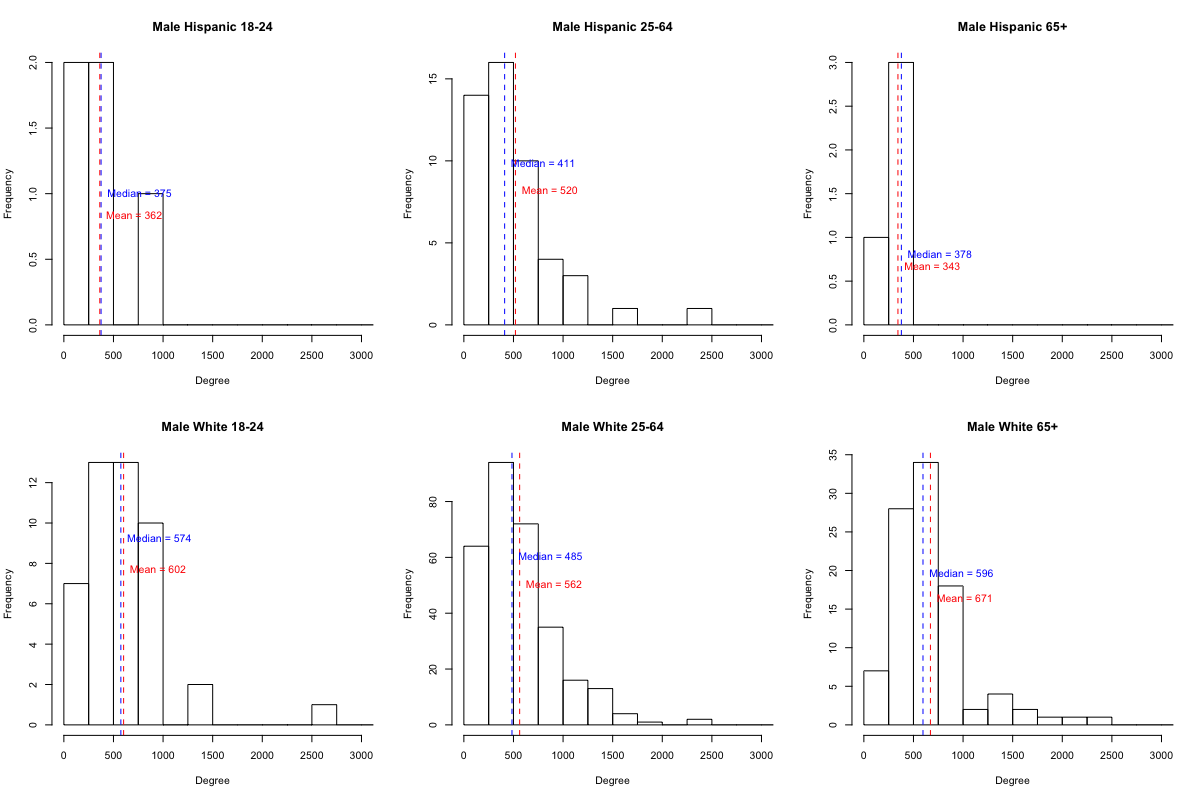 Male Hispanic 18-24
Frequency
2.0
1.5
1.0
0.5
0.0
Median = 375
Mean = 362
0 500 1000 1500 2000 2500 3000
Degree
Male Hispanic 25-64
Frequency
15
10
5
0
Median = 411
Mean = 520
0 500 1000 1500 2000 2500 3000
Degree
Male Hispanic 65+
Frequency
3.0
2.5
2.0
1.5
1.0
0.5
0.0
Median = 378
Mean = 343
0 500 1000 1500 2000 2500 3000
Degree
Male White 18-24
Frequency
12
10
8
6
4
2
0
Median = 574
Mean = 602
0 500 1000 1500 2000 2500 3000
Degree
Male White 25-64
Frequency
80
60
40
20
0
Median = 485
Mean = 562
0 500 1000 1500 2000 2500 3000
Degree
Male White 65+
Frequency
35
30
25
20
15
10
5
0
Median = 596
Mean = 671
0 500 1000 1500 2000 2500 3000
Degree